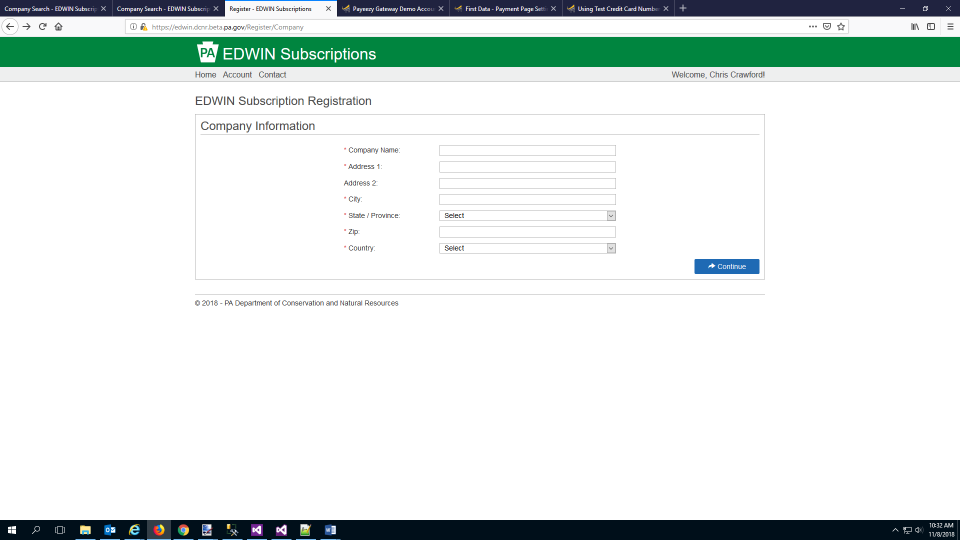 Company Search - EDWIN Subscrip
Company Search - EDWIN Subscrip
Register - EDWIN Subscriptions
Payeezy Gateway Demo Accou
First Data - Payment Page Sett
Using Test Credit Card Number
https://edwin.dcnr.beta.pa.gov/Register/Company
PA EDWIN Subscriptions
Home Account Contact Welcome, Chris Crawford!
EDWIN Subscription Registration
Company Information
* Company Name:
* Address 1:
Address 2:
* City:
* State / Province: Select
* Zip:
* Country: Select
Continue
© 2018 - PA Department of Conservation and Natural Resources
10:32 AM
11/8/2018